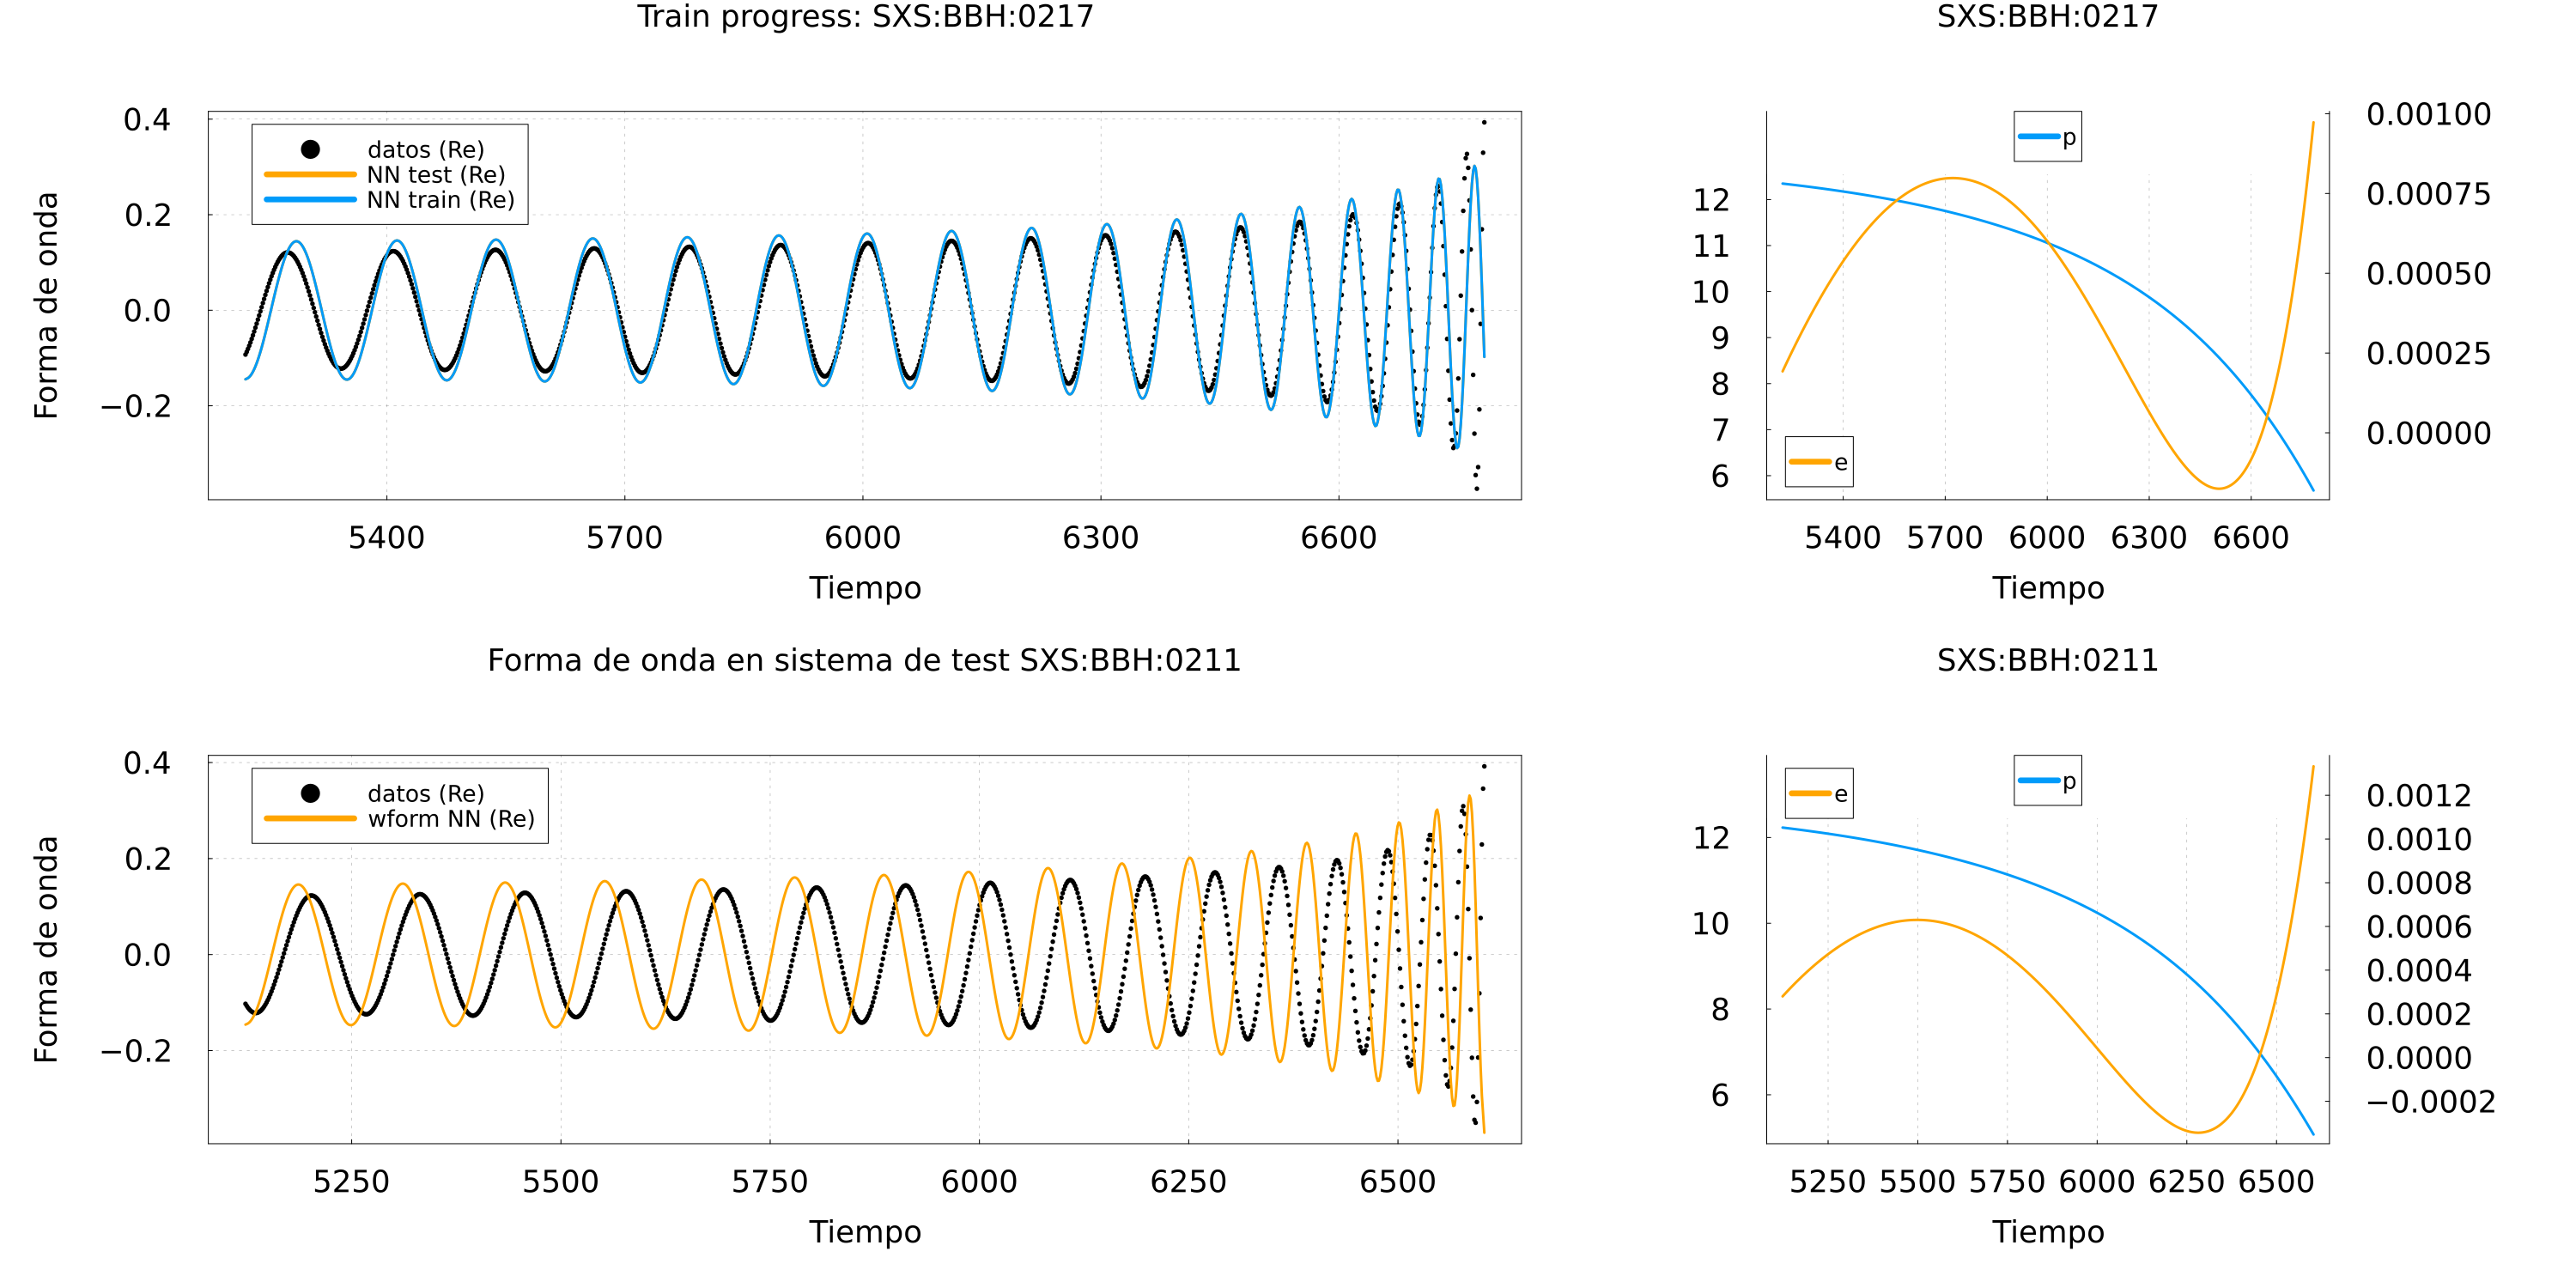 Train progress: SXS:BBH:0217
0.4
0.2
0.0
−0.2
Forma de onda
datos (Re)
NN test (Re)
NN train (Re)
5400 5700 6000 6300 6600
Tiempo
SXS:BBH:0217
12
11
10
9
8
7
6
p
e
0.00100
0.00075
0.00050
0.00025
0.00000
5400 5700 6000 6300 6600
Tiempo
Forma de onda en sistema de test SXS:BBH:0211
0.4
0.2
0.0
−0.2
Forma de onda
datos (Re)
wform NN (Re)
5250 5500 5750 6000 6250 6500
Tiempo
SXS:BBH:0211
12
10
8
6
e
p
0.0012
0.0010
0.0008
0.0006
0.0004
0.0002
0.0000
−0.0002
5250 5500 5750 6000 6250 6500
Tiempo